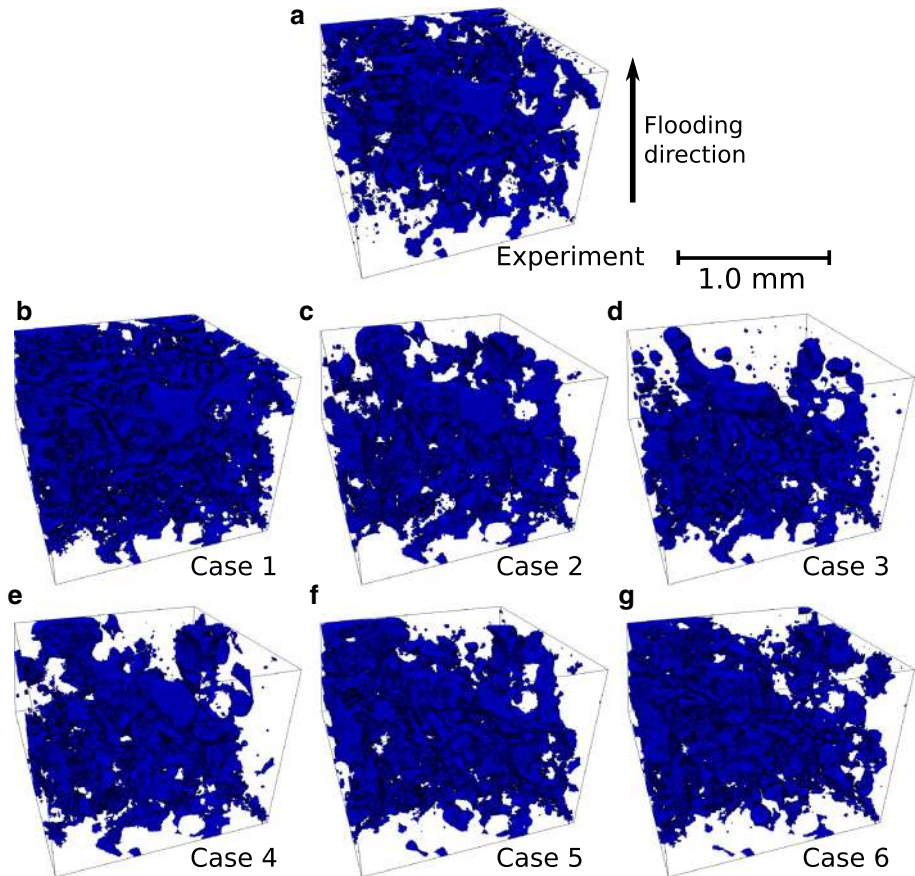 a
Flooding
direction
Experiment
1.0 mm
b
c
d
Case 1
Case 2
Case 3
e
f
g
Case 4
Case 5
Case 6